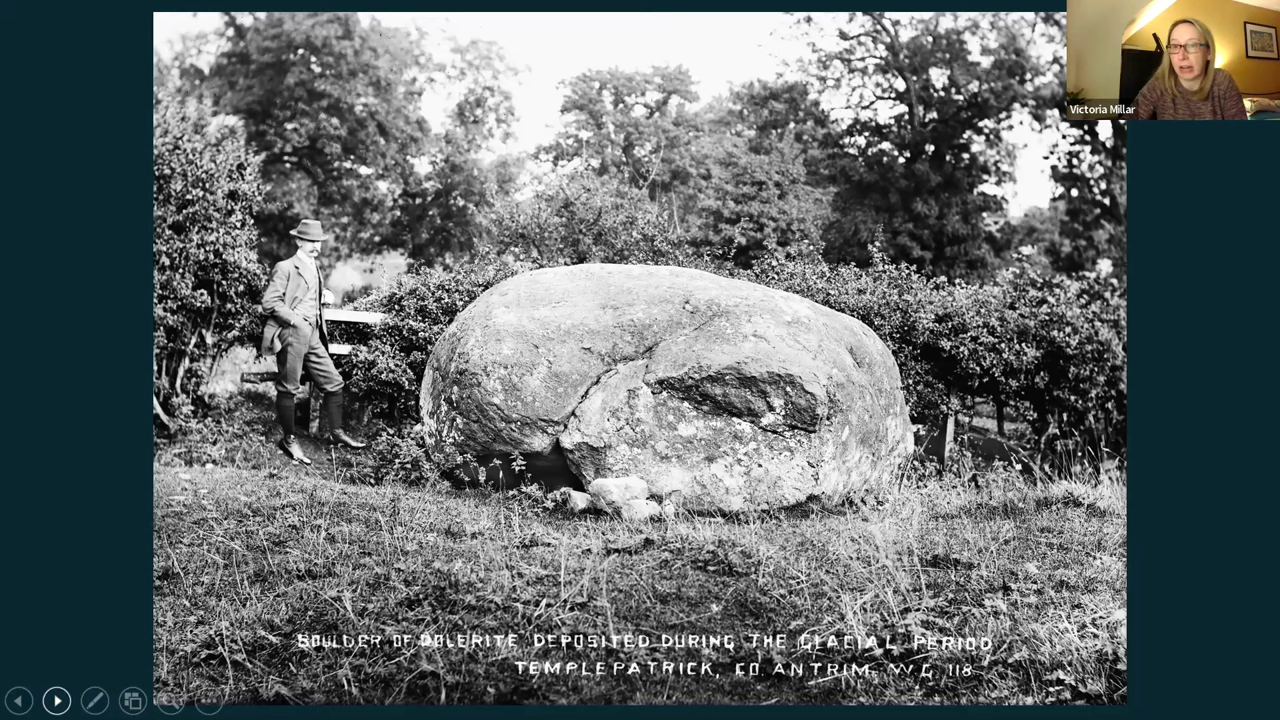 Victoria Millar
BOULDER OF DOLERITE DEPOSITED DURING THE GLACIAL PERIOD
TEMPLEPATRICK, CO. ANTRIM. W.G. 118